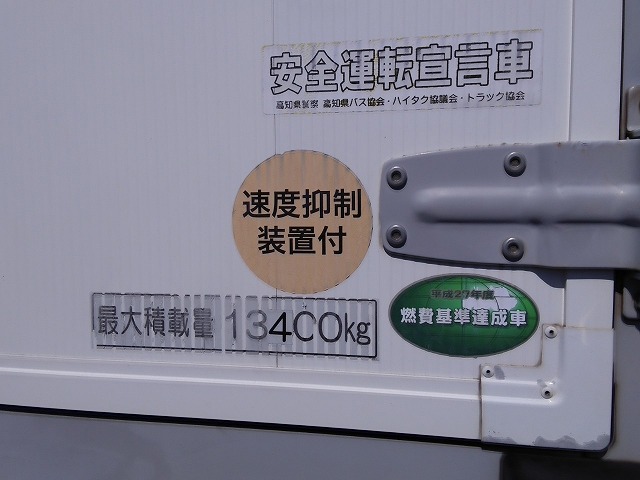 安全運転宣言車
高知県警察 高知県バス協会・ハイタク協議会・トラック協会
速度抑制
装置付
最大積載量 13400kg
平成27年度
燃費基準達成車